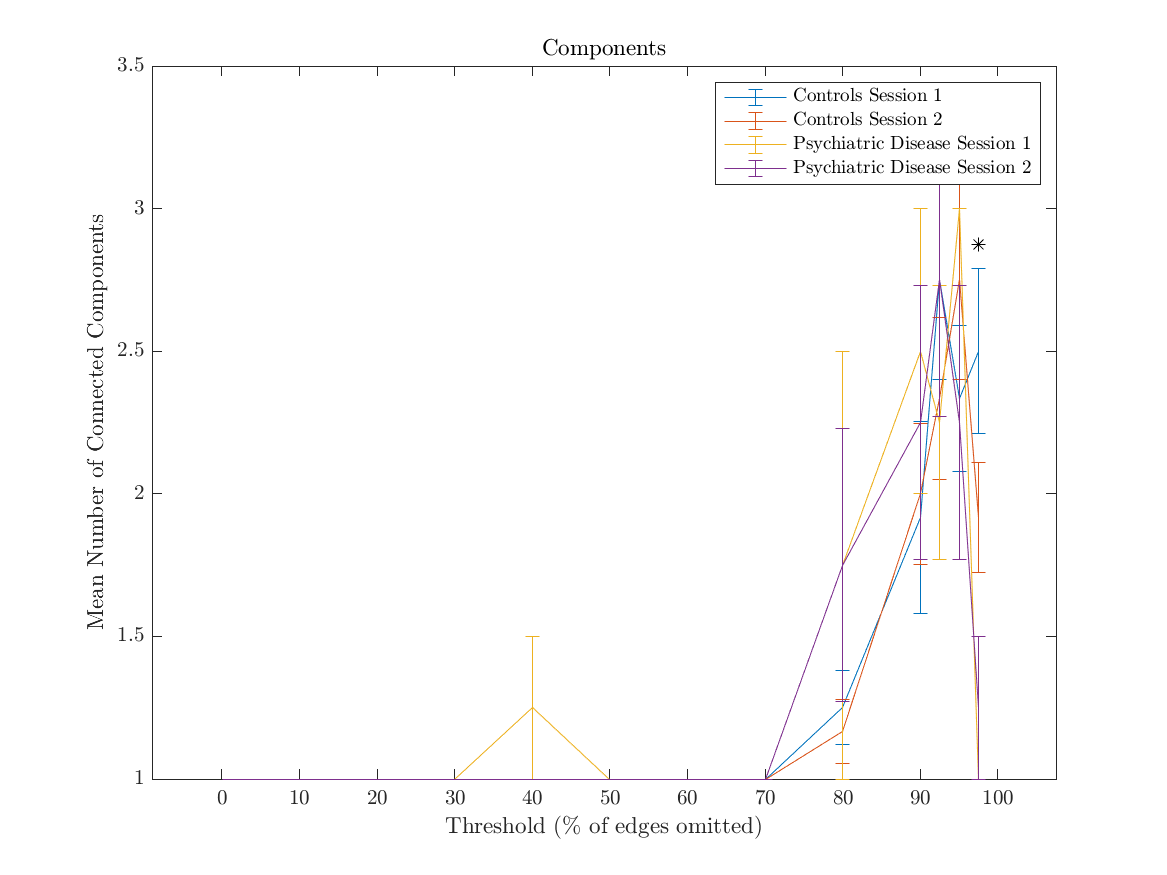 Components
3.5
3
2.5
2
1.5
1
Mean Number of Connected Components
Controls Session 1
Controls Session 2
Psychiatric Disease Session 1
Psychiatric Disease Session 2
*
0 10 20 30 40 50 60 70 80 90 100
Threshold (% of edges omitted)